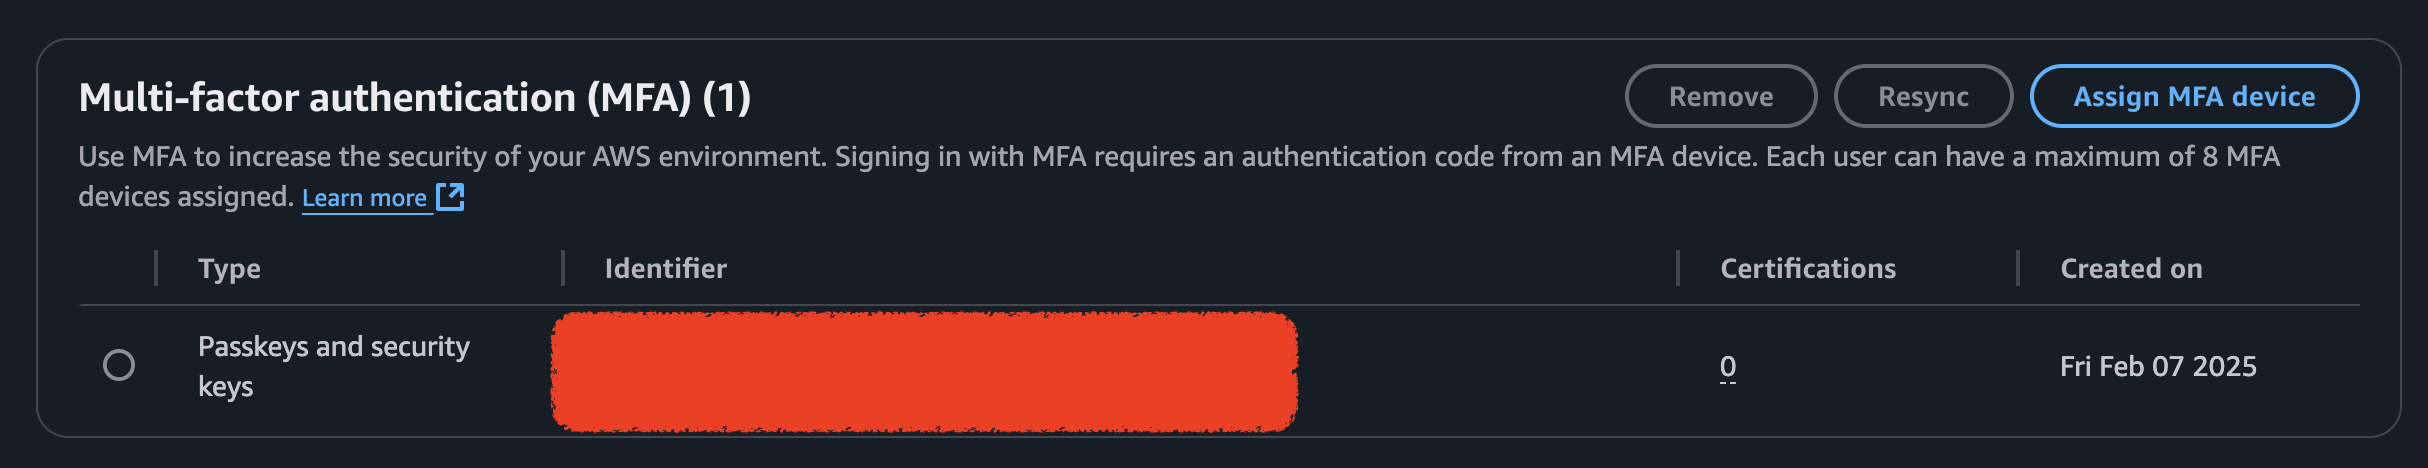 Multi-factor authentication (MFA) (1)
Remove
Resync
Assign MFA device
Use MFA to increase the security of your AWS environment. Signing in with MFA requires an authentication code from an MFA device. Each user can have a maximum of 8 MFA
devices assigned. Learn more
Type
Identifier
Certifications
Created on
Passkeys and security
keys
0
Fri Feb 07 2025